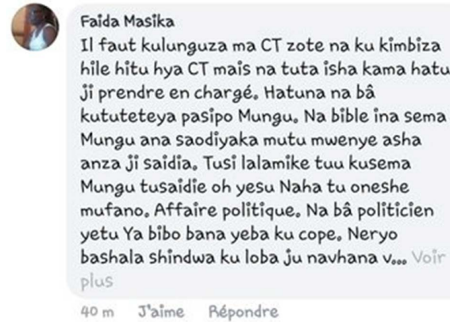 Faida Masika
Il faut kulunguza ma CT zote na ku kimbiza
hile hitu hya CT mais na tuta isha kama hatu
ji prendre en chargé. Hatuna na bâ
kututeteya pasipo Mungu. Na bible ina sema
Mungu ana saodiyaka mutu mwenye asha
anza ji saidia. Tusi lalamike tuu kusema
Mungu tusaidie oh yesu Naha tu oneshe
mufano. Affaire politique. Na bâ politicien
yetu Ya bibo bana yeba ku cope. Neryo
bashala shindwa ku loba ju navhana v... Voir
plus
40 m J'aime Répondre